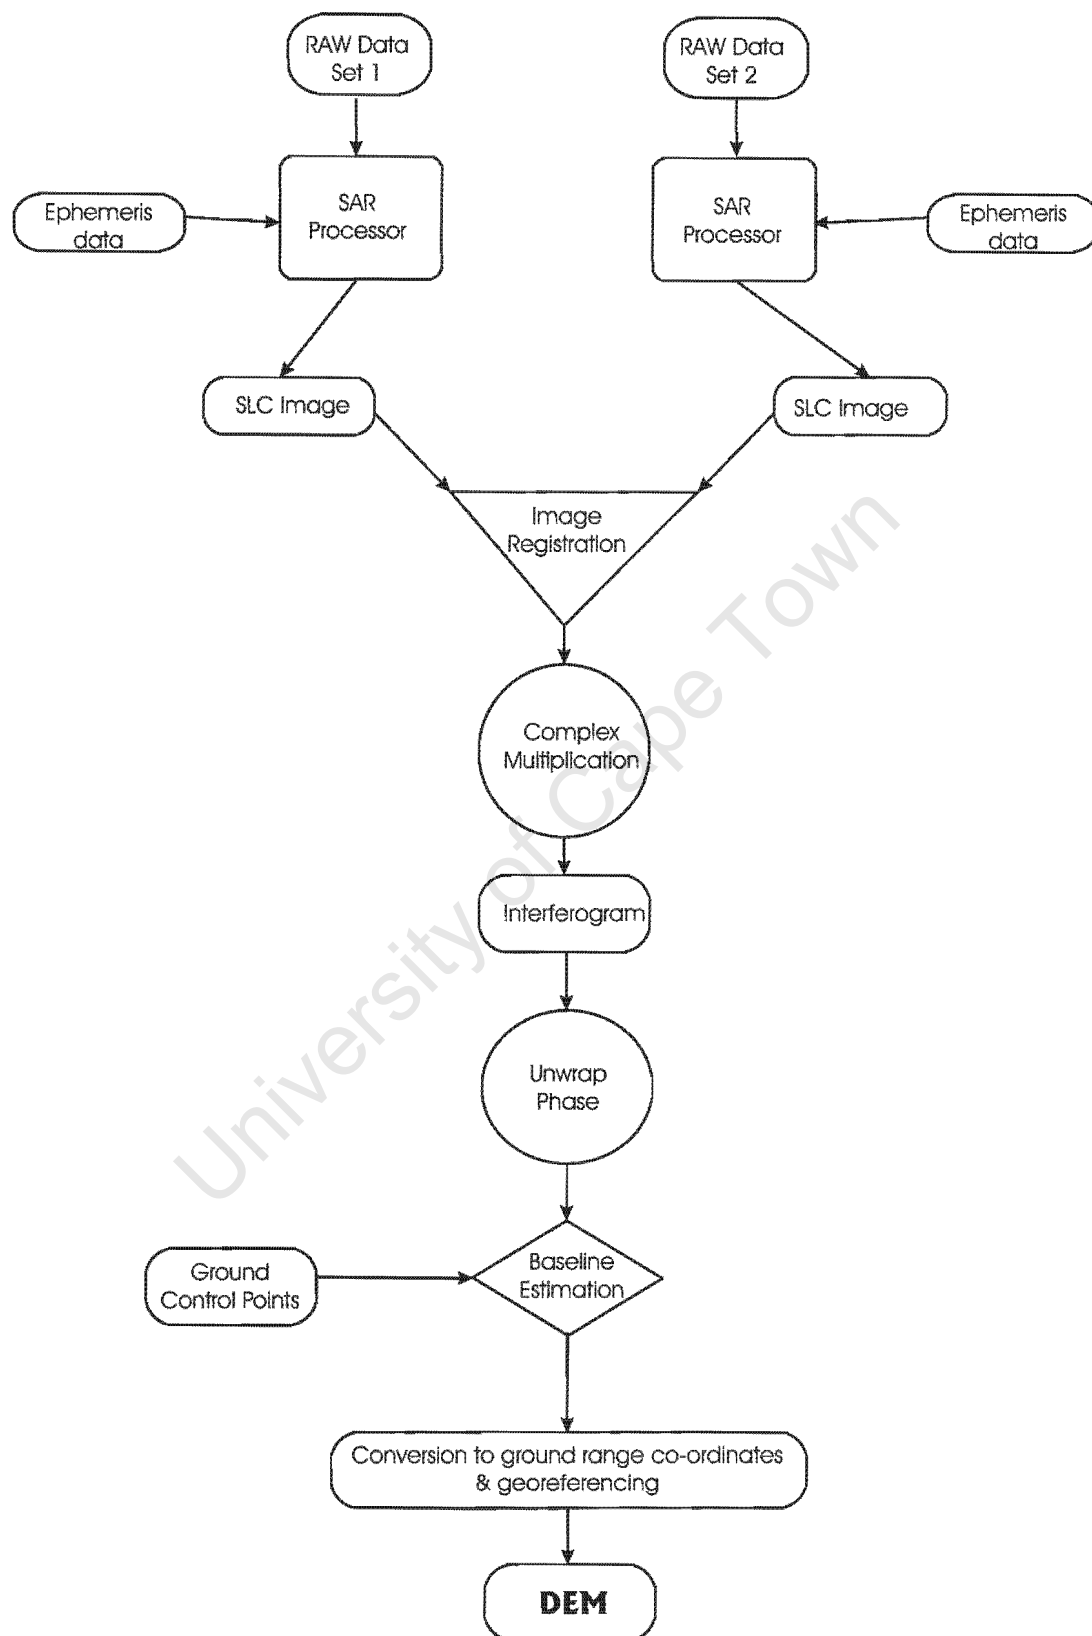 RAW Data
Set 1
RAW Data
Set 2
Ephemeris
data
SAR
Processor
SAR
Processor
Ephemeris
data
SLC Image
SLC Image
Image
Registration
Complex
Multiplication
Interferogram
Unwrap
Phase
Baseline
Estimation
Ground
Control Points
Conversion to ground range co-ordinates
& georeferencing
DEM
University of Cape Town